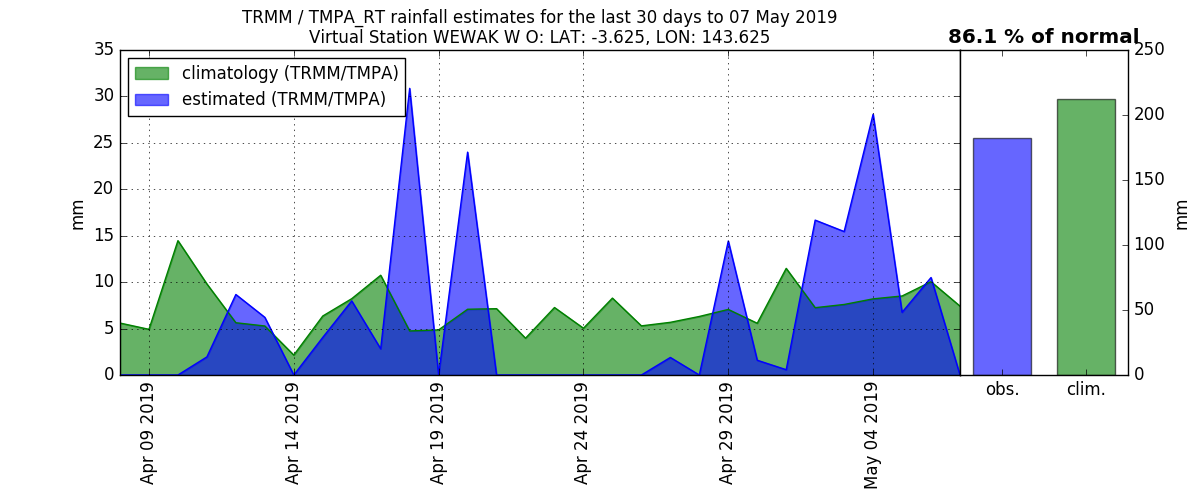 TRMM / TMPA_RT rainfall estimates for the last 30 days to 07 May 2019
Virtual Station WEWAK W O: LAT: -3.625, LON: 143.625
86.1 % of normal
climatology (TRMM/TMPA)
estimated (TRMM/TMPA)
mm
35
30
25
20
15
10
5
0
Apr 09 2019
Apr 14 2019
Apr 19 2019
Apr 24 2019
Apr 29 2019
May 04 2019
obs.
clim.
250
200
150
100
50
0
mm